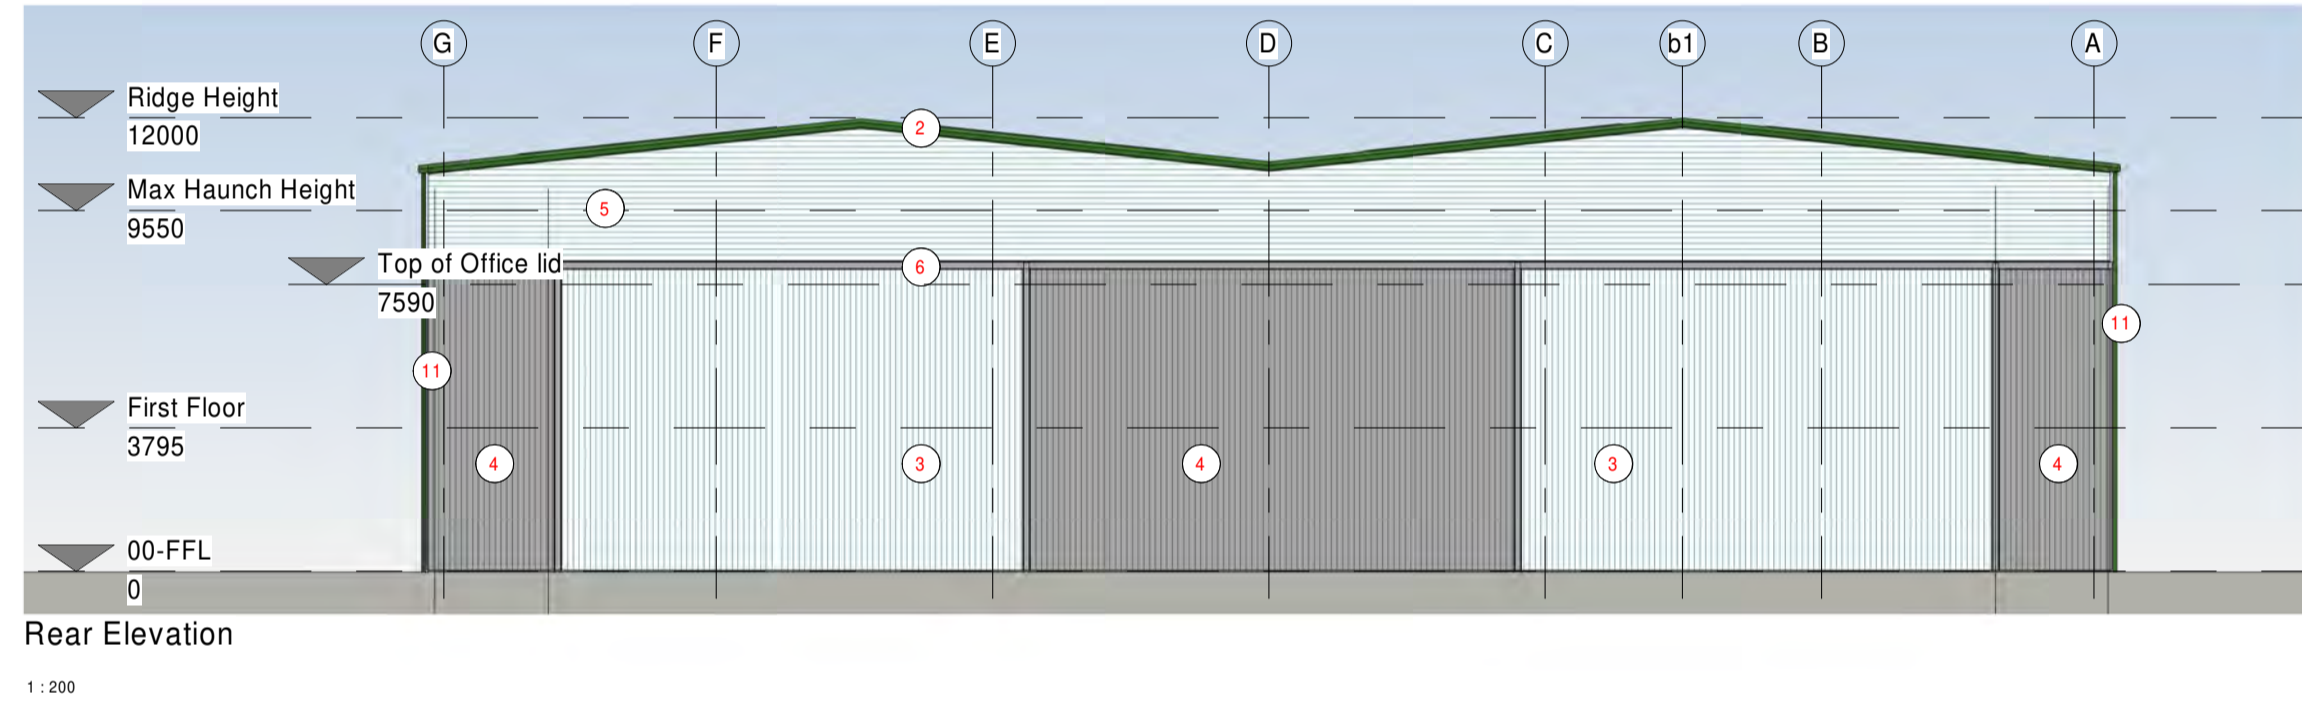 G F E D C b1 B A
Ridge Height
12000
2
Max Haunch Height
9550
5
Top of Office lid
7590
6
11
11
First Floor
3795
4 3 4 3 4
00-FFL
0
Rear Elevation
1 : 200